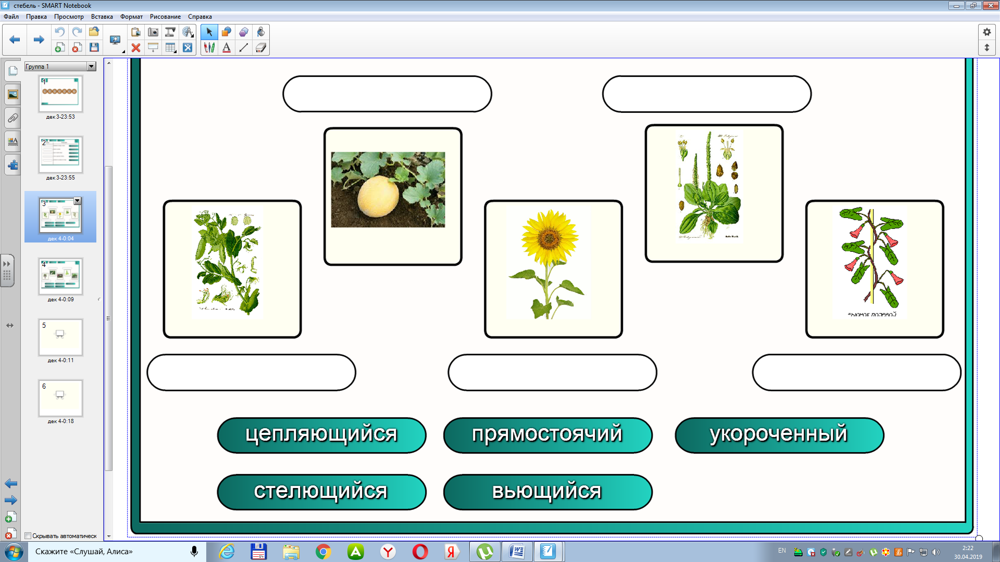 стебель - SMART Notebook
Файл Правка Просмотр Вставка Формат Рисование Справка
Группа 1
1
дек 3-23:53
2
дек 3-23:55
3
дек 4-0:04
4
дек 4-0:09
5
дек 4-0:11
6
дек 4-0:18
Скрывать автоматическ
цепляющийся
прямостоячий
укороченный
стелющийся
вьющийся
Скажите «Слушай, Алиса»
EN
2:22
30.04.2019